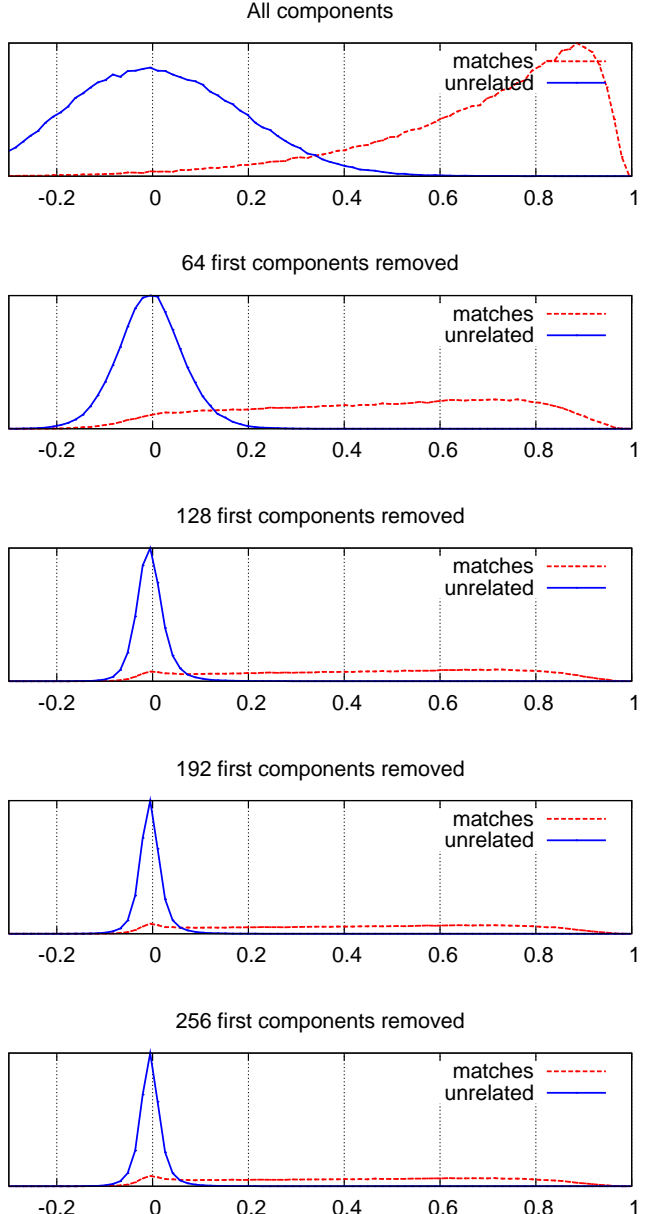 All components
matches
unrelated
-0.2 0 0.2 0.4 0.6 0.8 1
64 first components removed
matches
unrelated
-0.2 0 0.2 0.4 0.6 0.8 1
128 first components removed
matches
unrelated
-0.2 0 0.2 0.4 0.6 0.8 1
192 first components removed
matches
unrelated
-0.2 0 0.2 0.4 0.6 0.8 1
256 first components removed
matches
unrelated
-0.2 0 0.2 0.4 0.6 0.8 1